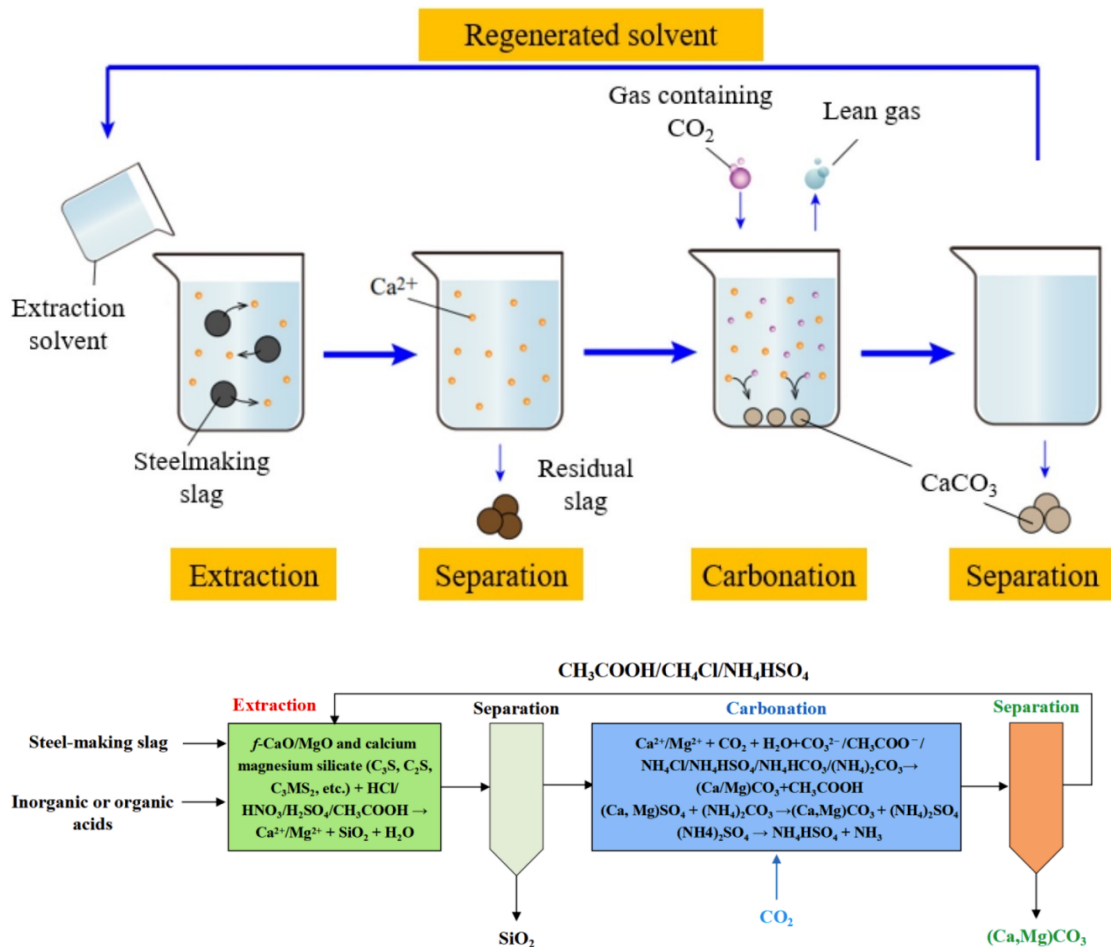 Regenerated solvent
Gas containing
CO₂
Lean gas
Extraction
solvent
Ca²⁺
Steelmaking
slag
Residual
slag
CaCO₃
Extraction
Separation
Carbonation
Separation
CH₃COOH/CH₄Cl/NH₄HSO₄
Extraction
Separation
Carbonation
Separation
Steel-making slag
Inorganic or organic
acids
f-CaO/MgO and calcium
magnesium silicate (C₃S, C₂S,
C₃MS₂, etc.) + HCl/
HNO₃/H₂SO₄/CH₃COOH →
Ca²⁺/Mg²⁺ + SiO₂ + H₂O
Ca²⁺/Mg²⁺ + CO₂ + H₂O+CO₃²⁻/CH₃COO⁻/
NH₄Cl/NH₄HSO₄/NH₄HCO₃/(NH₄)₂CO₃→
(Ca/Mg)CO₃+CH₃COOH
(Ca, Mg)SO₄ + (NH₄)₂CO₃ →(Ca,Mg)CO₃ + (NH₄)₂SO₄
(NH4)₂SO₄ → NH₄HSO₄ + NH₃
SiO₂
CO₂
(Ca,Mg)CO₃